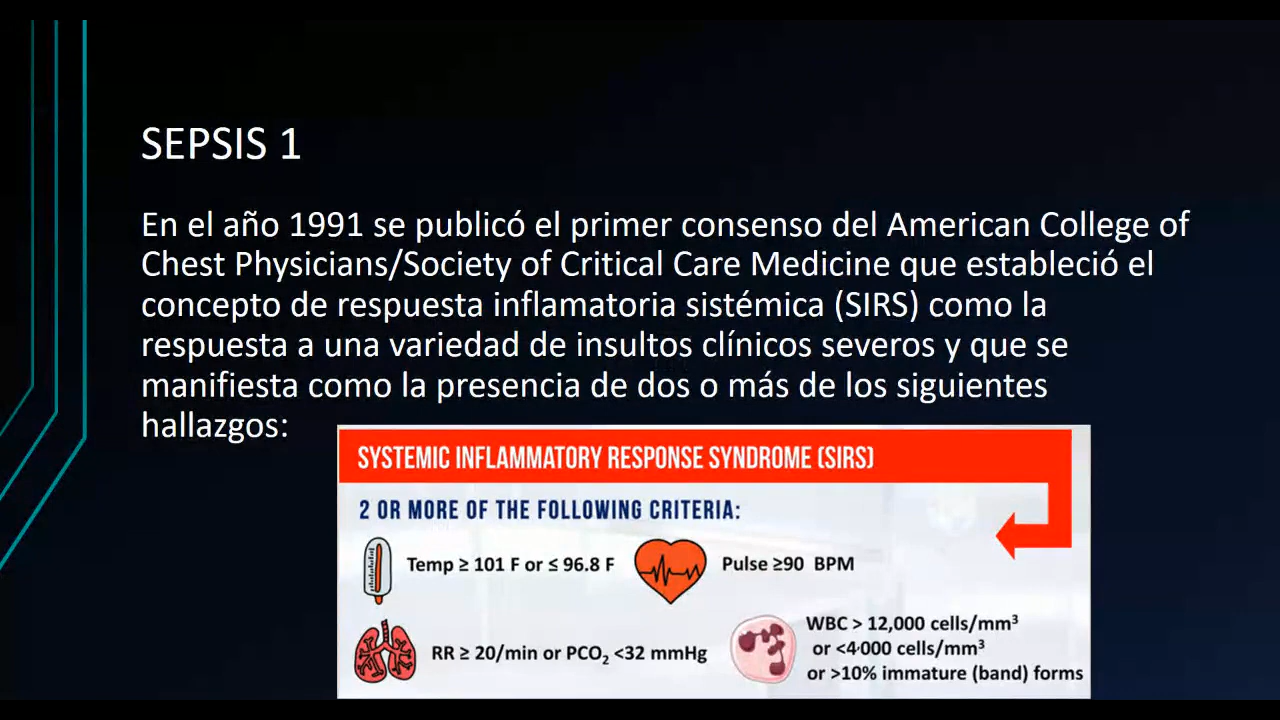 SEPSIS 1
En el año 1991 se publicó el primer consenso del American College of
Chest Physicians/Society of Critical Care Medicine que estableció el
concepto de respuesta inflamatoria sistémica (SIRS) como la
respuesta a una variedad de insultos clínicos severos y que se
manifiesta como la presencia de dos o más de los siguientes
hallazgos:
SYSTEMIC INFLAMMATORY RESPONSE SYNDROME (SIRS)
2 OR MORE OF THE FOLLOWING CRITERIA:
Temp ≥ 101 F or ≤ 96.8 F
Pulse ≥90 BPM
RR ≥ 20/min or PCO₂ <32 mmHg
WBC > 12,000 cells/mm³
or <4,000 cells/mm³
or >10% immature (band) forms